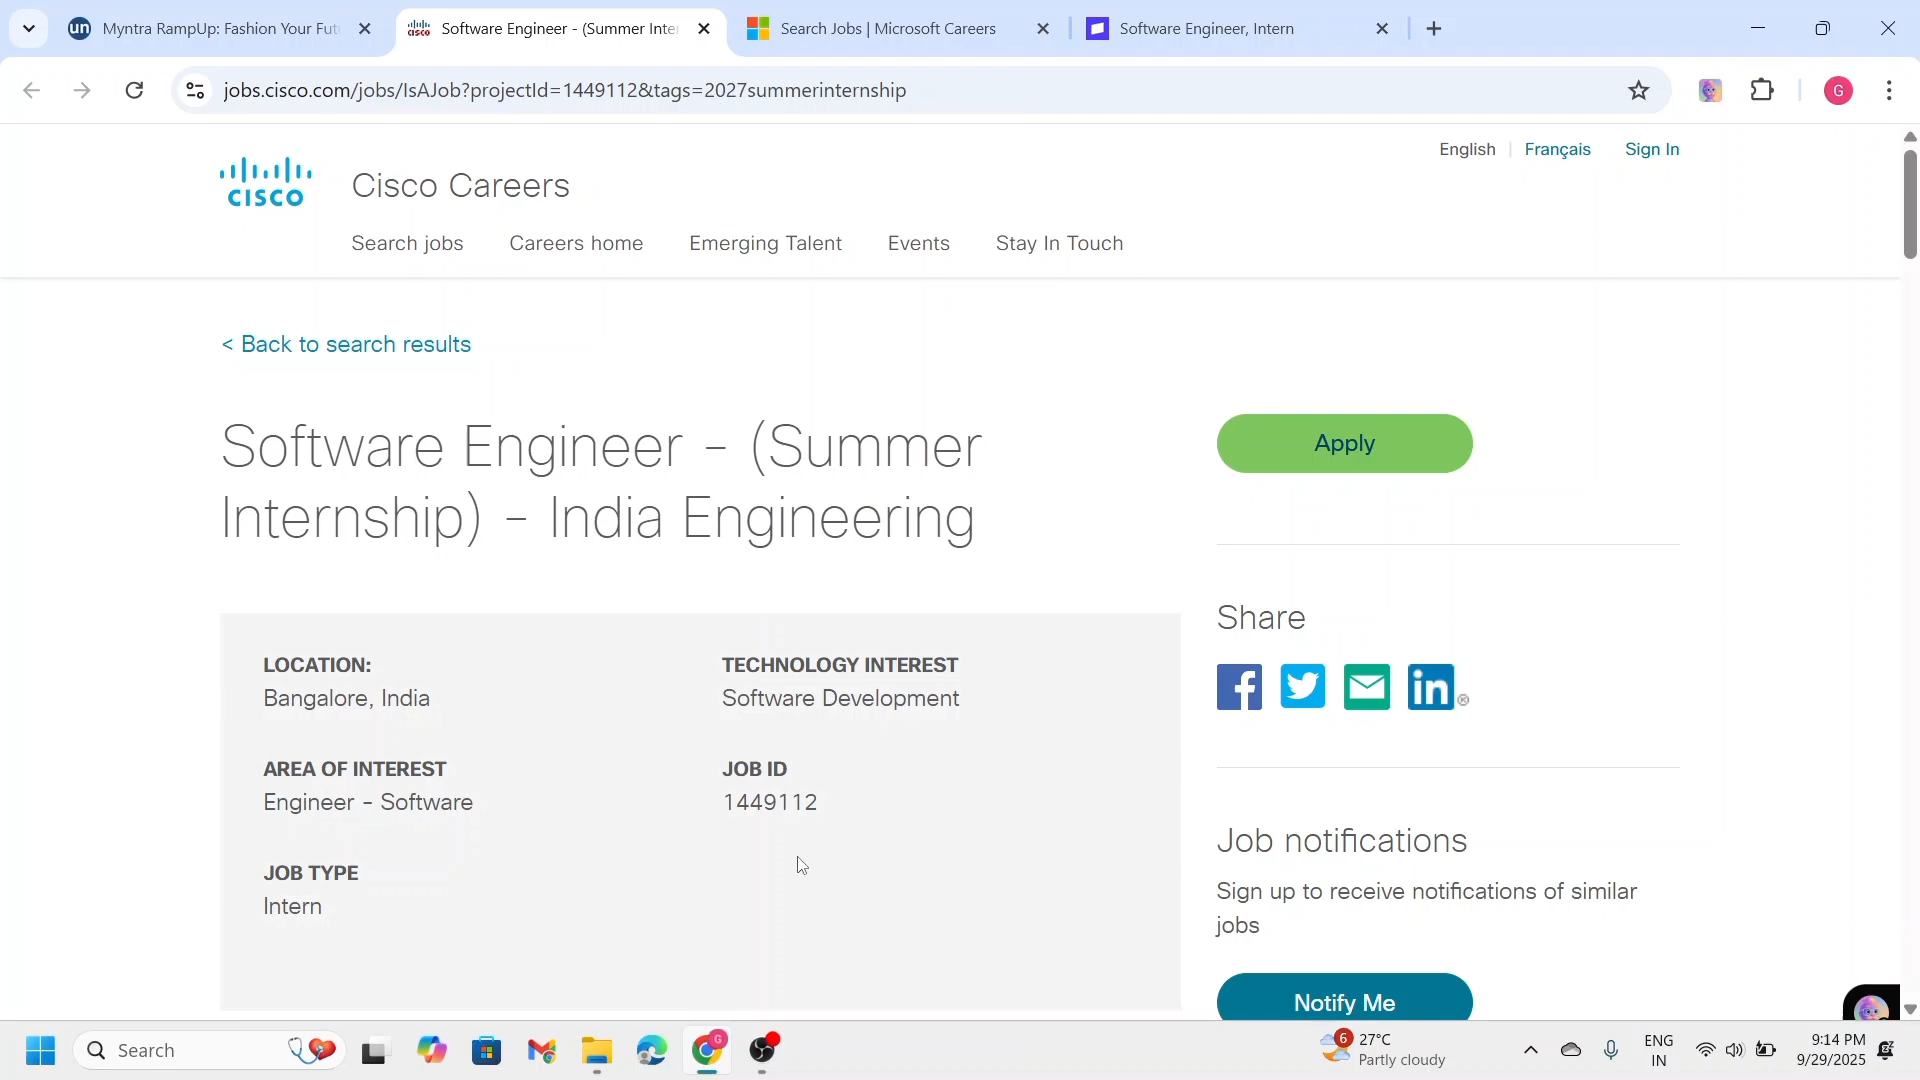 un Myntra RampUp: Fashion Your Fut
cisco Software Engineer - (Summer Inter
Search Jobs | Microsoft Careers
Software Engineer, Intern
jobs.cisco.com/jobs/IsAJob?projectId=1449112&tags=2027summerinternship
G
English | Français Sign In
CISCO
Cisco Careers
Search jobs Careers home Emerging Talent Events Stay In Touch
< Back to search results
Software Engineer - (Summer
Internship) - India Engineering
Apply
Share
in
LOCATION:
Bangalore, India
TECHNOLOGY INTEREST
Software Development
AREA OF INTEREST
Engineer - Software
JOB ID
1449112
JOB TYPE
Intern
Job notifications
Sign up to receive notifications of similar
jobs
Notify Me
Search
G
6
27°C
Partly cloudy
ENG
IN
9:14 PM
9/29/2025